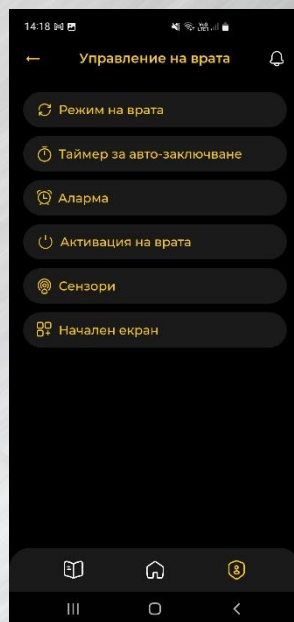 14:18
Управление на врата
Режим на врата
Таймер за авто-заключване
Аларма
Активация на врата
Сензори
Начален екран